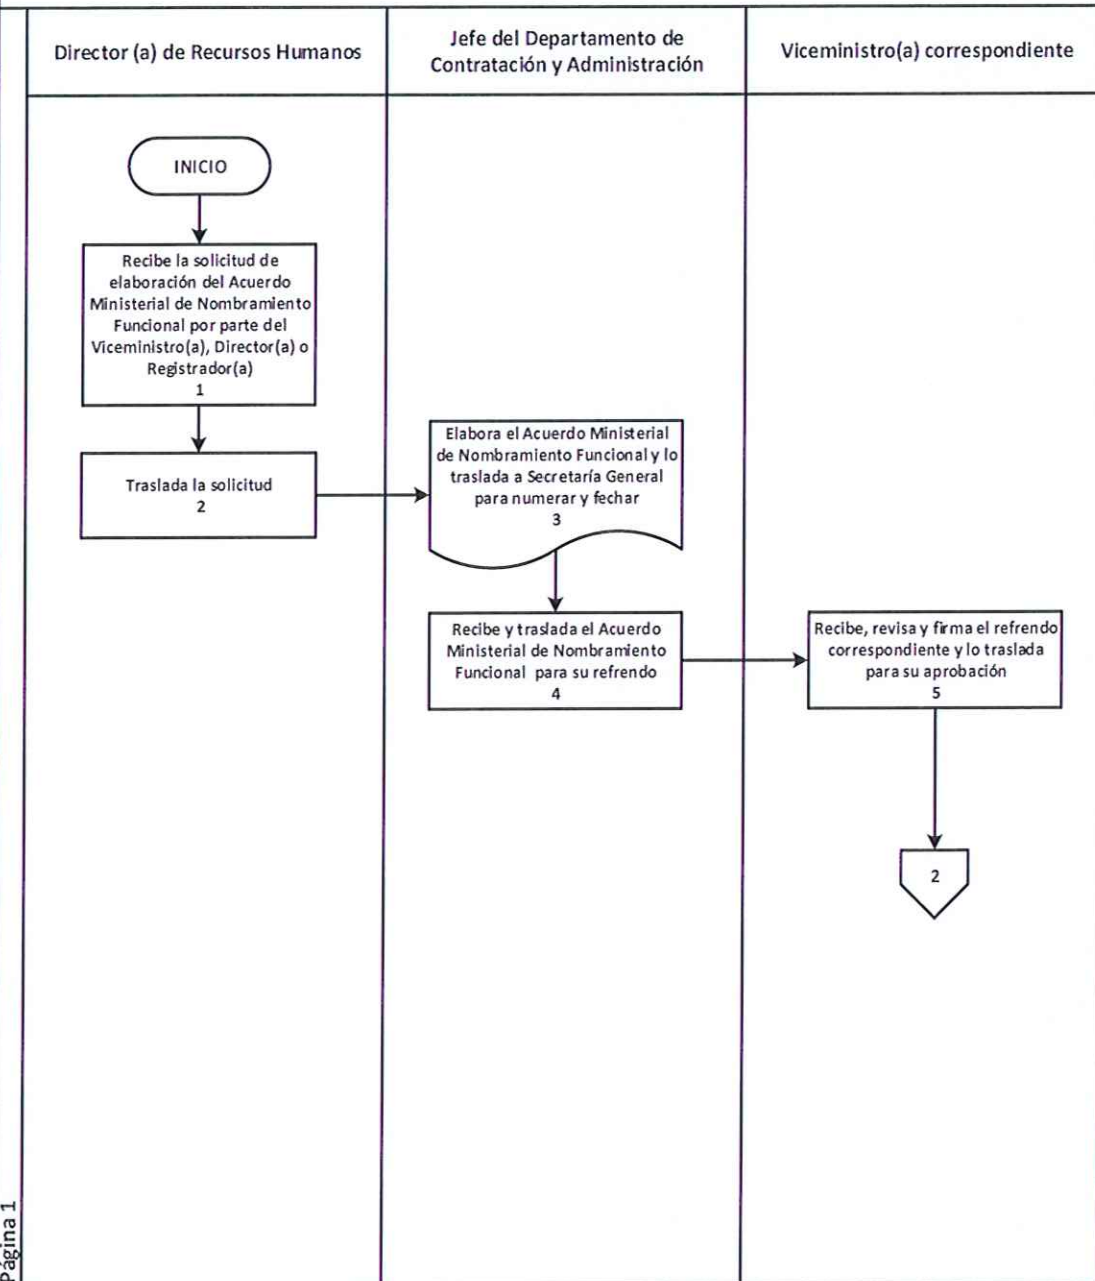 Director (a) de Recursos Humanos
Jefe del Departamento de
Contratación y Administración
Viceministro(a) correspondiente
INICIO
Recibe la solicitud de
elaboración del Acuerdo
Ministerial de Nombramiento
Funcional por parte del
Viceministro(a), Director(a) o
Registrador(a)
1
Traslada la solicitud
2
Elabora el Acuerdo Ministerial
de Nombramiento Funcional y lo
traslada a Secretaría General
para numerar y fechar
3
Recibe y traslada el Acuerdo
Ministerial de Nombramiento
Funcional para su refrendo
4
Recibe, revisa y firma el refrendo
correspondiente y lo traslada
para su aprobación
5
2
Página 1